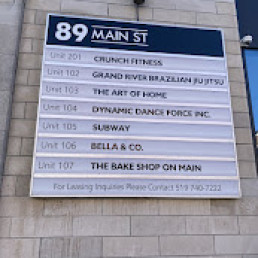 89 MAIN ST
Unit 201 CRUNCH FITNESS
Unit 102 GRAND RIVER BRAZILIAN JIU JITSU
Unit 103 THE ART OF HOME
Unit 104 DYNAMIC DANCE FORCE INC.
Unit 105 SUBWAY
Unit 106 BELLA & CO.
Unit 107 THE BAKE SHOP ON MAIN
For Leasing Inquiries Please Contact 519 740-7222
89